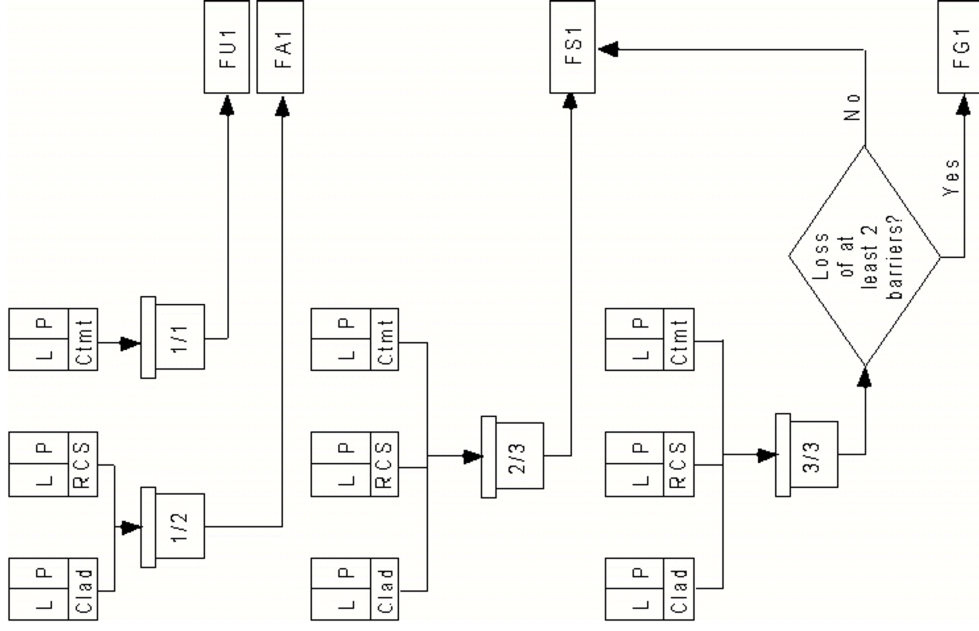 L P L P L P
Clad RCS Ctmt
1/2 1/1
FU1
FA1
L P L P L P
Clad RCS Ctmt
2/3
FS1
L P L P L P
Clad RCS Ctmt
3/3
Loss
of at
least 2
barriers?
No
Yes
FG1